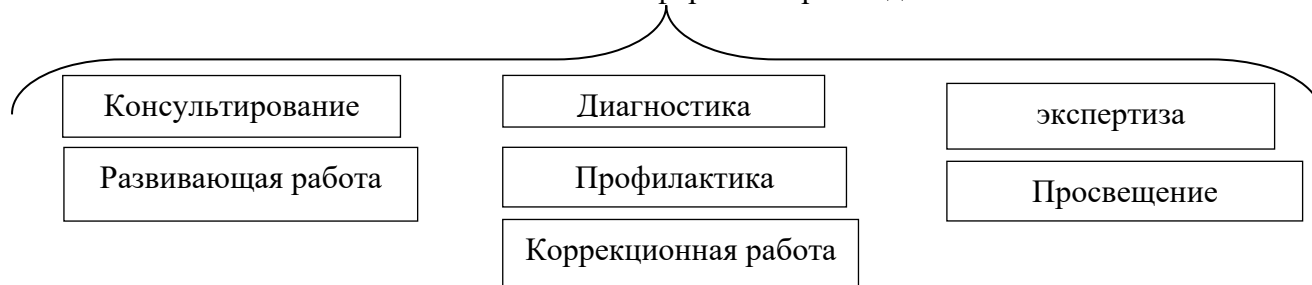 Консультирование
Диагностика
экспертиза
Развивающая работа
Профилактика
Просвещение
Коррекционная работа